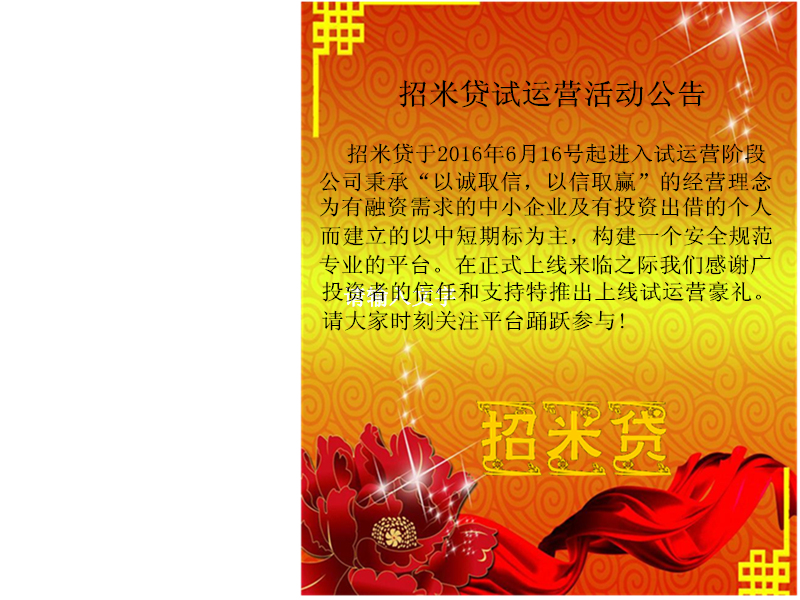 招米贷试运营活动公告
招米贷于2016年6月16号起进入试运营阶段
公司秉承“以诚取信，以信取赢”的经营理念
为有融资需求的中小企业及有投资出借的个人
而建立的以中短期标为主，构建一个安全规范
专业的平台。在正式上线来临之际我们感谢广
投资者的信任和支持特推出上线试运营豪礼。
请大家时刻关注平台踊跃参与!
招米贷